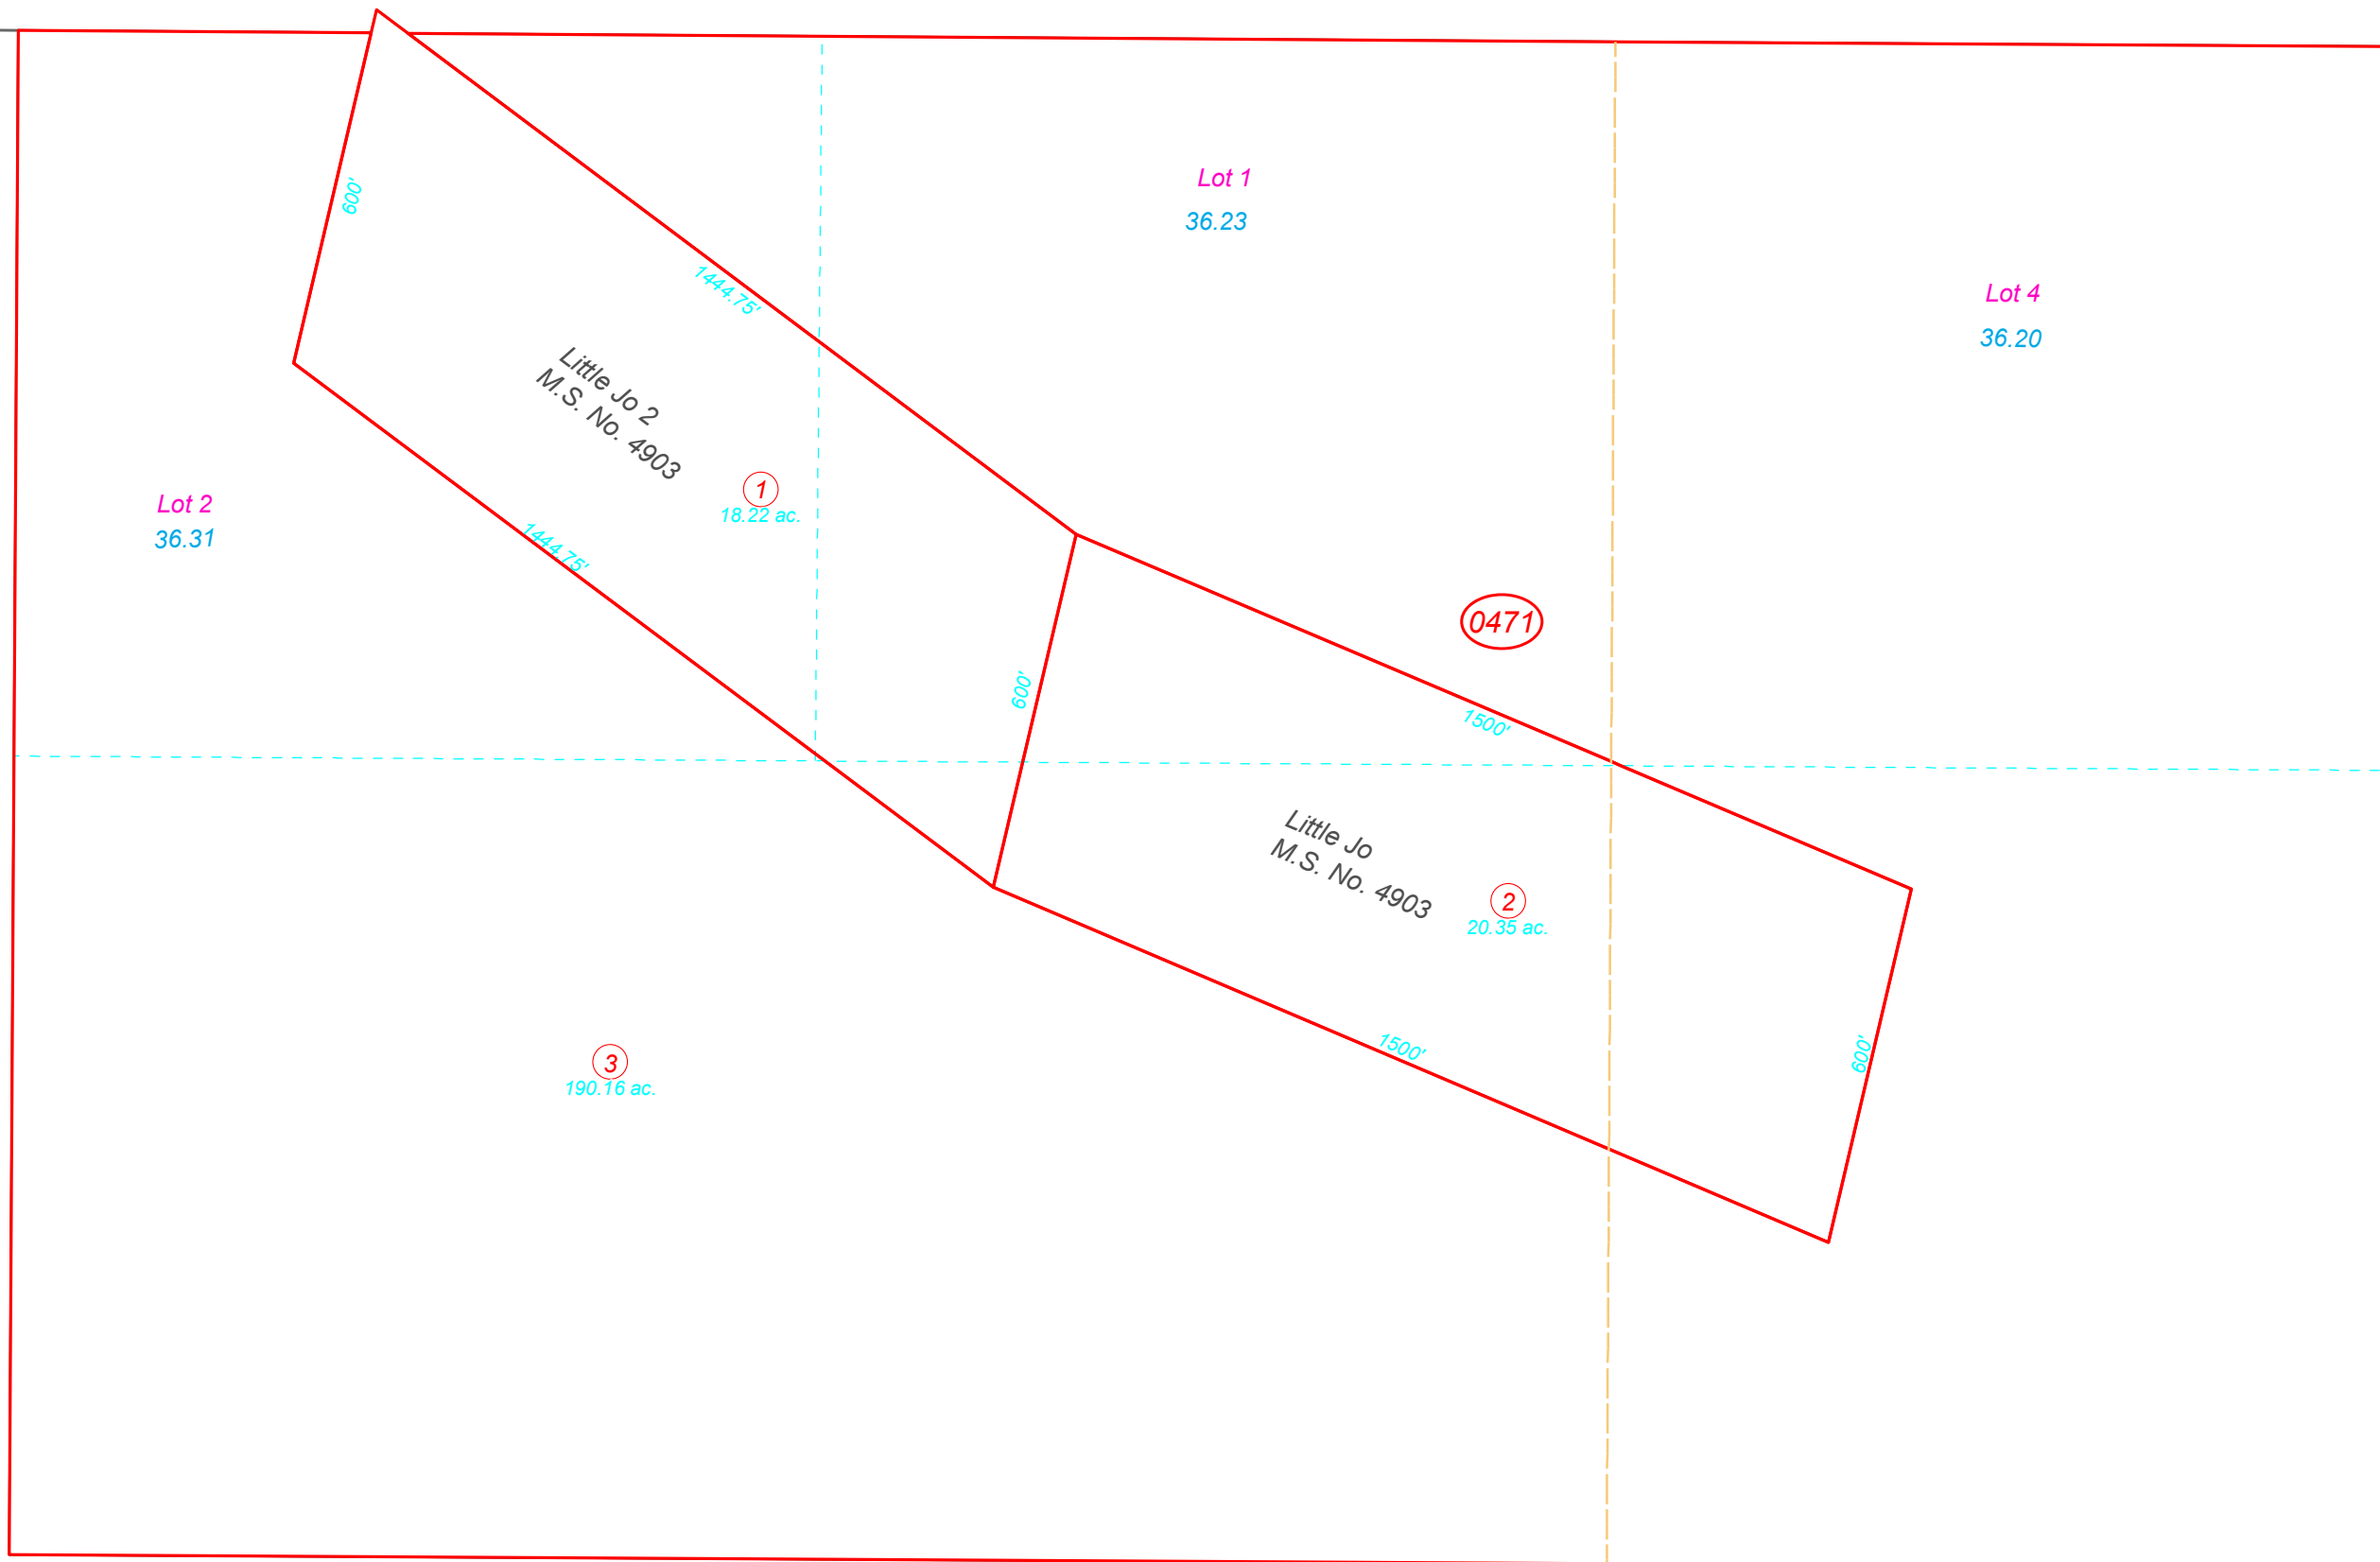 Lot 1
36.23
600'
1444.75'
Lot 4
36.20
Little Jo 2
M.S. No. 4903
1
18.22 ac.
Lot 2
36.31
1444.75'
0471
600'
1500'
Little Jo
M.S. No. 4903
2
20.35 ac.
1500'
600'
3
190.16 ac.